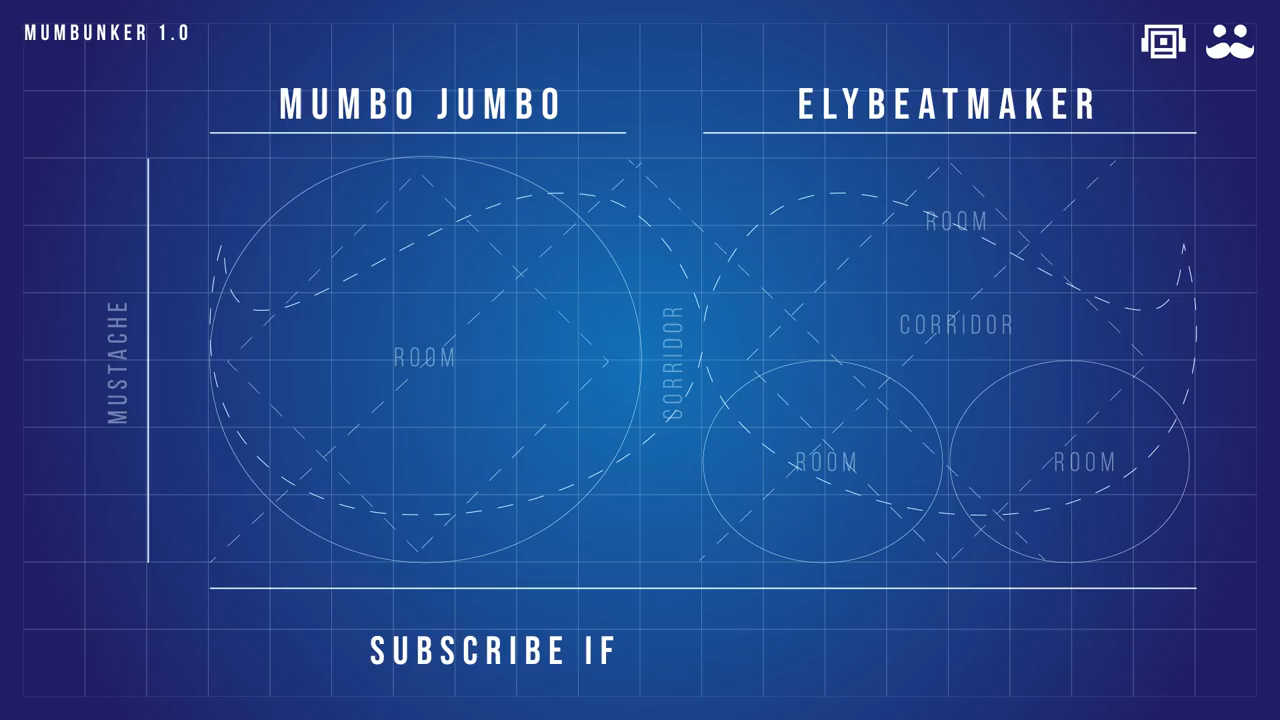 MUMBUNKER 1.0
MUMBO JUMBO
ELYBEATMAKER
MUSTACHE
ROOM
CORRIDOR
ROOM
CORRIDOR
ROOM
ROOM
SUBSCRIBE IF